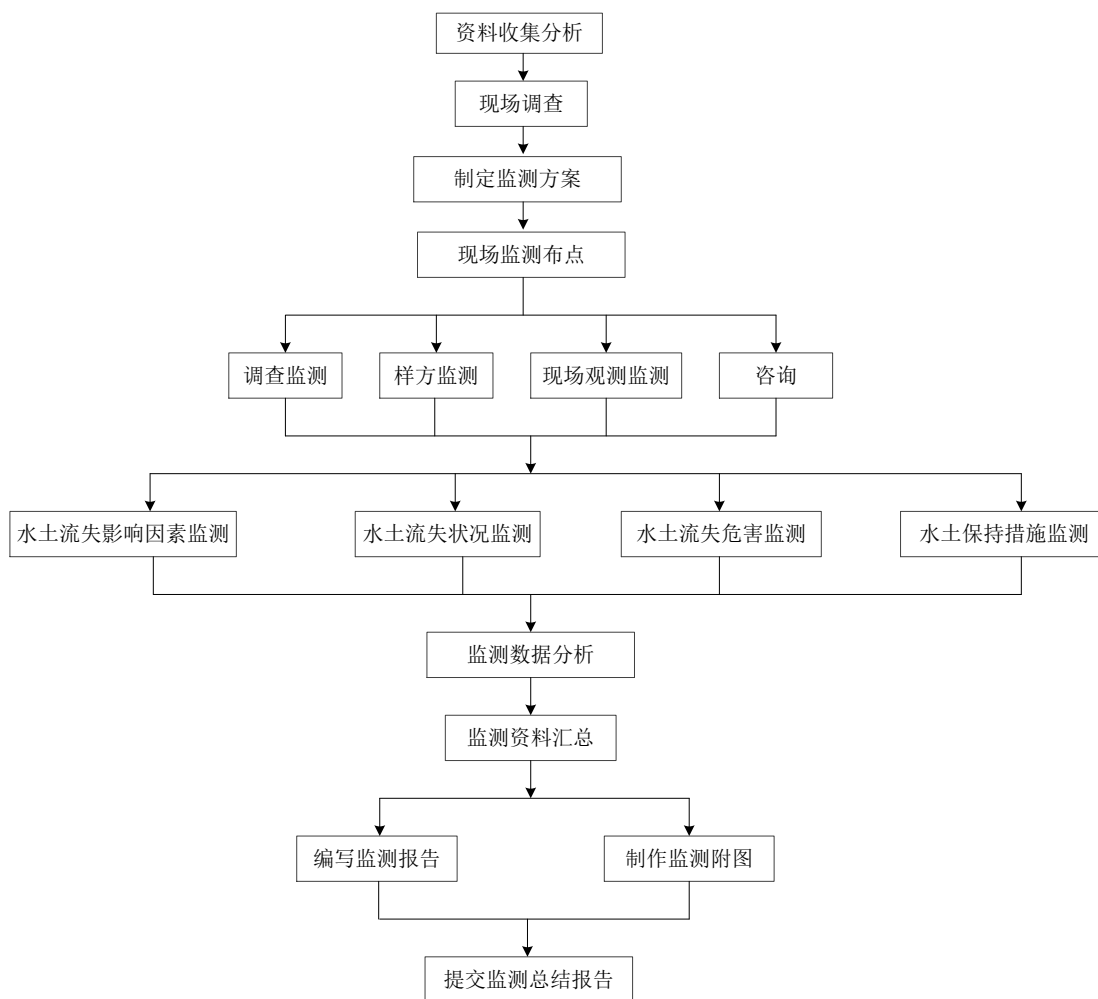 资料收集分析
现场调查
制定监测方案
现场监测布点
调查监测
样方监测
现场观测监测
咨询
水土流失影响因素监测
水土流失状况监测
水土流失危害监测
水土保持措施监测
监测数据分析
监测资料汇总
编写监测报告
制作监测附图
提交监测总结报告